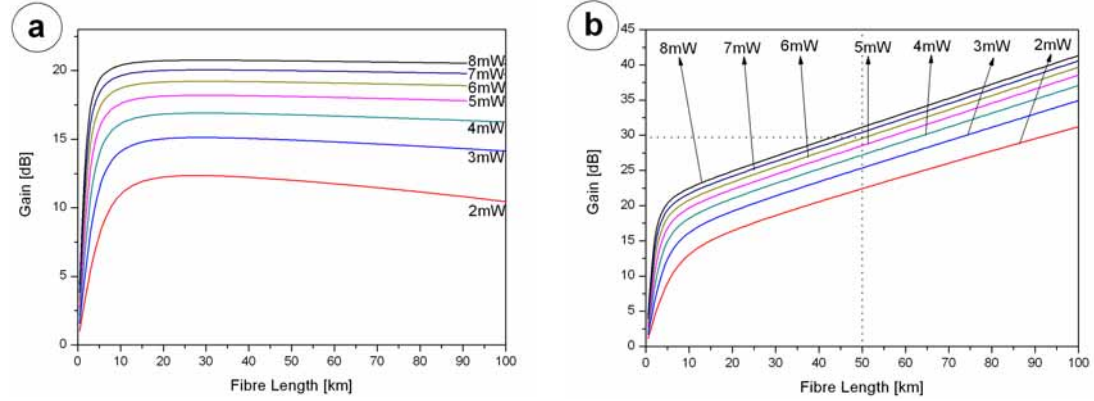 a
Gain [dB]
20
15
10
5
0
8mW
7mW
6mW
5mW
4mW
3mW
2mW
0 10 20 30 40 50 60 70 80 90 100
Fibre Length [km]
b
Gain [dB]
45
40
35
30
25
20
15
10
5
0
8mW 7mW 6mW 5mW 4mW 3mW 2mW
0 10 20 30 40 50 60 70 80 90 100
Fibre Length [km]